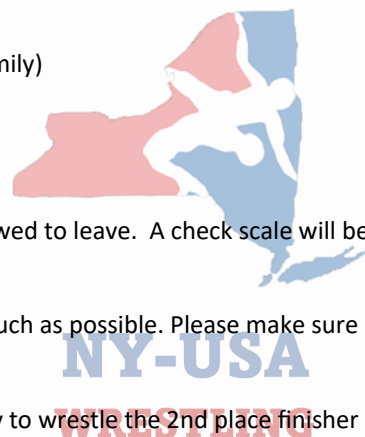 nily)
wed to leave.  A check scale will be
uch as possible. Please make sure
NY-USA
y to wrestle the 2nd place finisher
WRESTLING